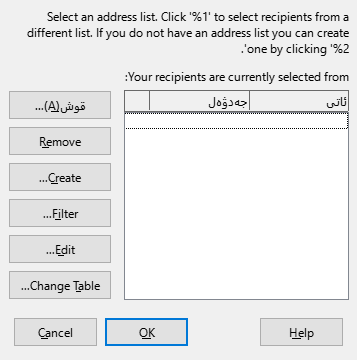 Select an address list. Click '%1' to select recipients from a
different list. If you do not have an address list you can create
one by clicking '%2'.
Your recipients are currently selected from:
ئاتى جەدۋەل
قوش(A)...
Remove
Create...
Filter...
Edit...
Change Table...
Cancel
OK
Help